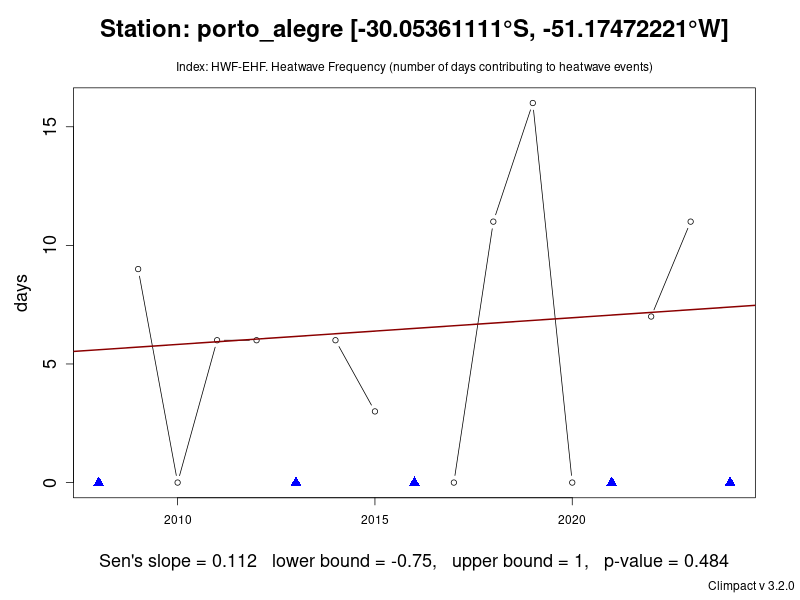 Station: porto_alegre [-30.05361111°S, -51.17472221°W]
Index: HWF-EHF. Heatwave Frequency (number of days contributing to heatwave events)
days
15
10
5
0
2010 2015 2020
Sen's slope = 0.112 lower bound = -0.75, upper bound = 1, p-value = 0.484
Climpact v 3.2.0